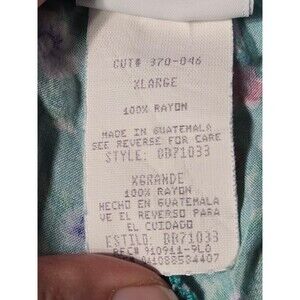 CUT# 370-046
XLARGE
100% RAYON
MADE IN GUATEMALA
SEE REVERSE FOR CARE
STYLE: DD71033
XGRANDE
100% RAYON
HECHO EN GUATEMALA
VE EL REVERSO PARA
EL CUIDADO
ESTILO: DD71033